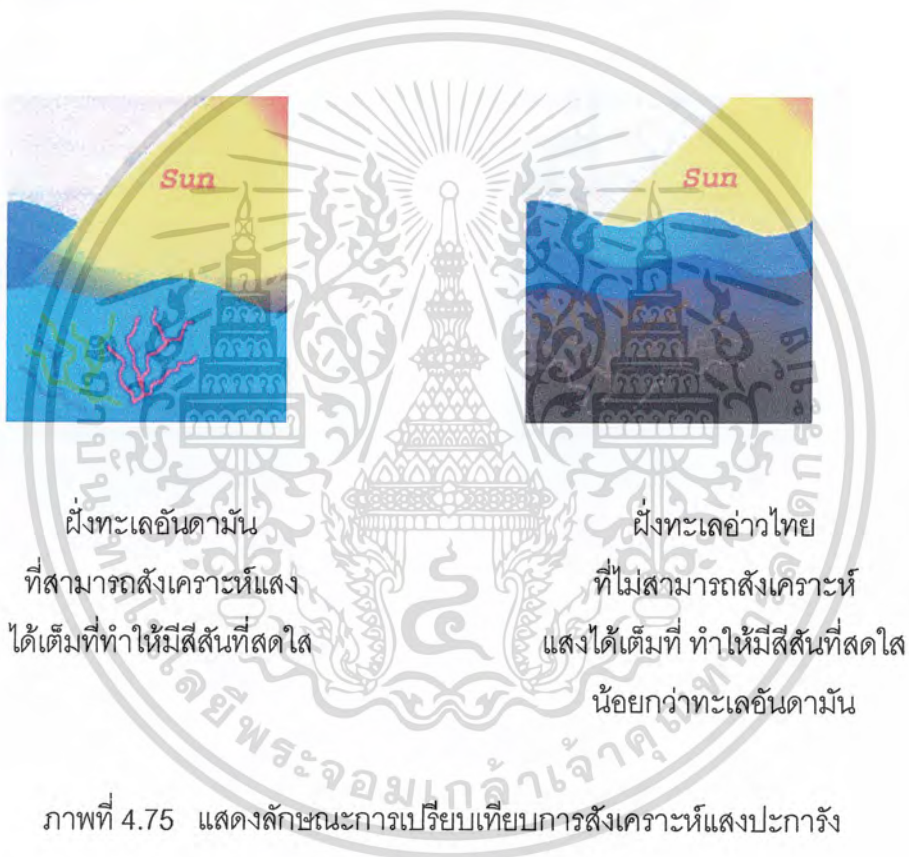 Sun
Sun
ฝั่งทะเลอันดามัน
ที่สามารถสังเคราะห์แสง
ได้เต็มที่ทำให้มีสีสันที่สดใส
ฝั่งทะเลอ่าวไทย
ที่ไม่สามารถสังเคราะห์
แสงได้เต็มที่ ทำให้มีสีสันที่สดใส
น้อยกว่าทะเลอันดามัน
ภาพที่ 4.75 แสดงลักษณะการเปรียบเทียบการสังเคราะห์แสงปะการัง